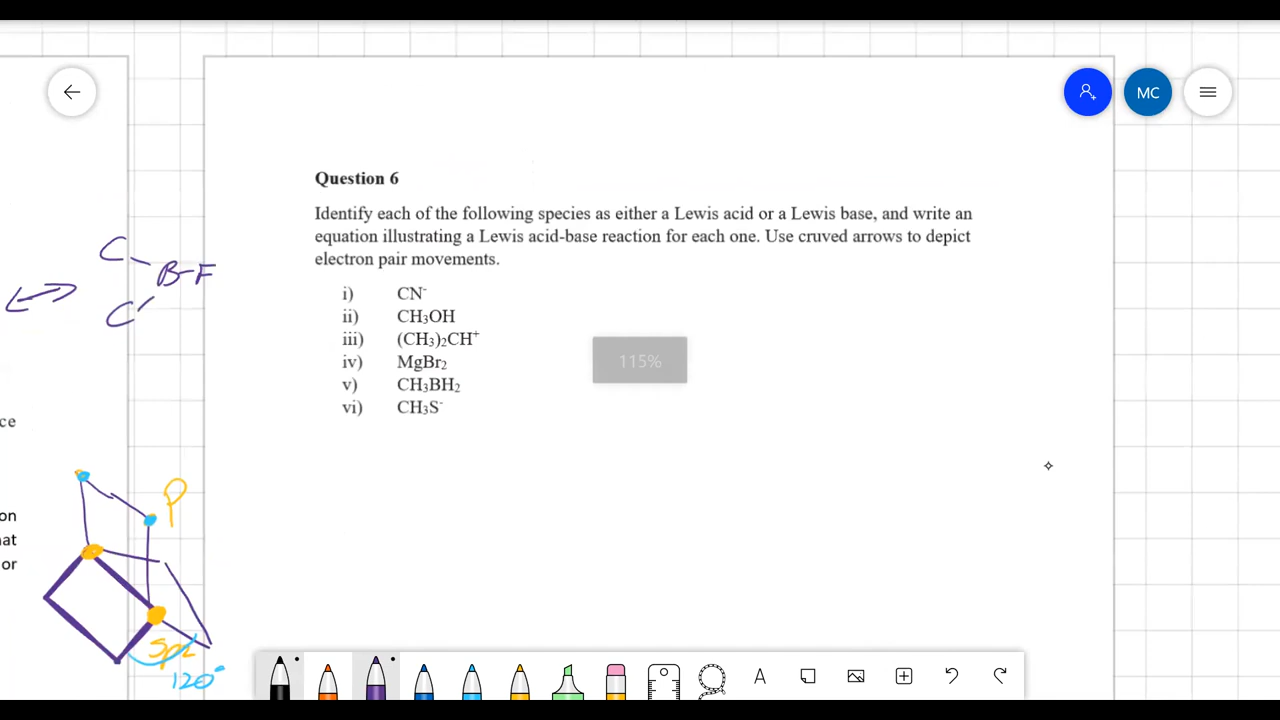 MC
Question 6
Identify each of the following species as either a Lewis acid or a Lewis base, and write an
equation illustrating a Lewis acid-base reaction for each one. Use cruved arrows to depict
electron pair movements.
i) CN⁻
ii) CH₃OH
iii) (CH₃)₂CH⁺
iv) MgBr₂
v) CH₃BH₂
vi) CH₃S⁻
115%
C
B-F
C
ce
P
on
at
or
sp²
120°
A